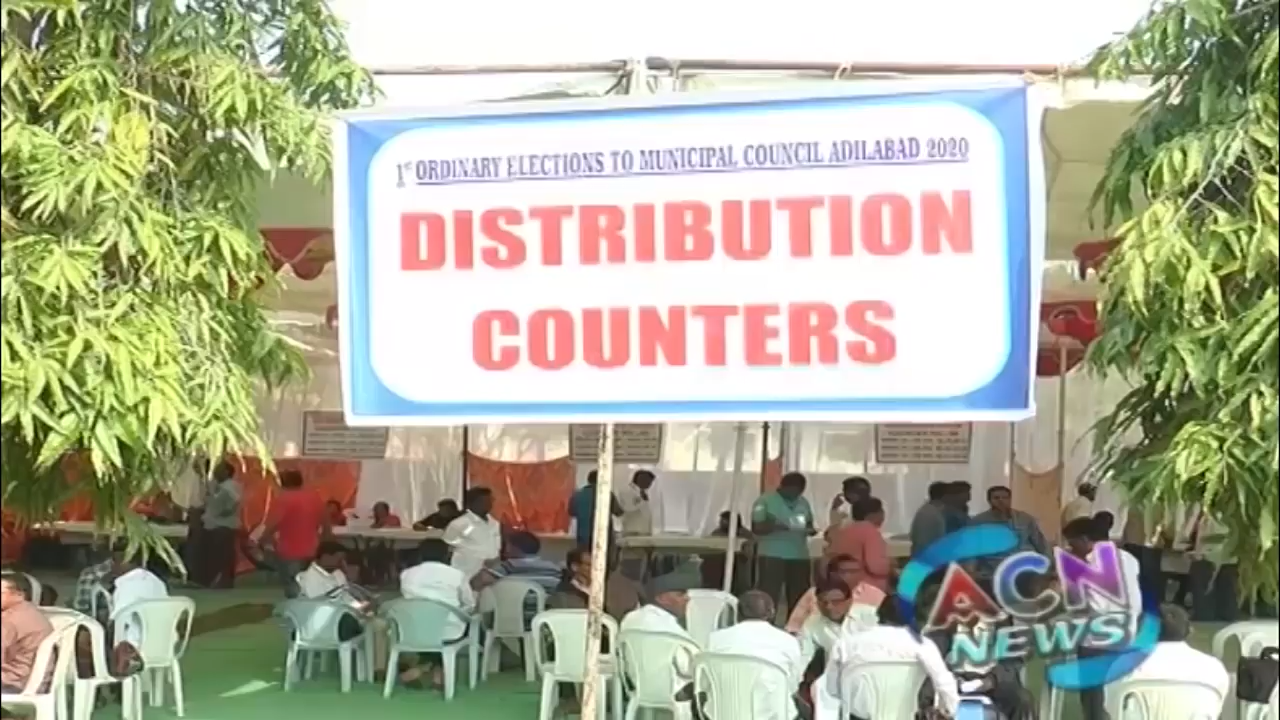 1st ORDINARY ELECTIONS TO MUNICIPAL COUNCIL ADILABAD 2020
DISTRIBUTION
COUNTERS
ACN
NEWS